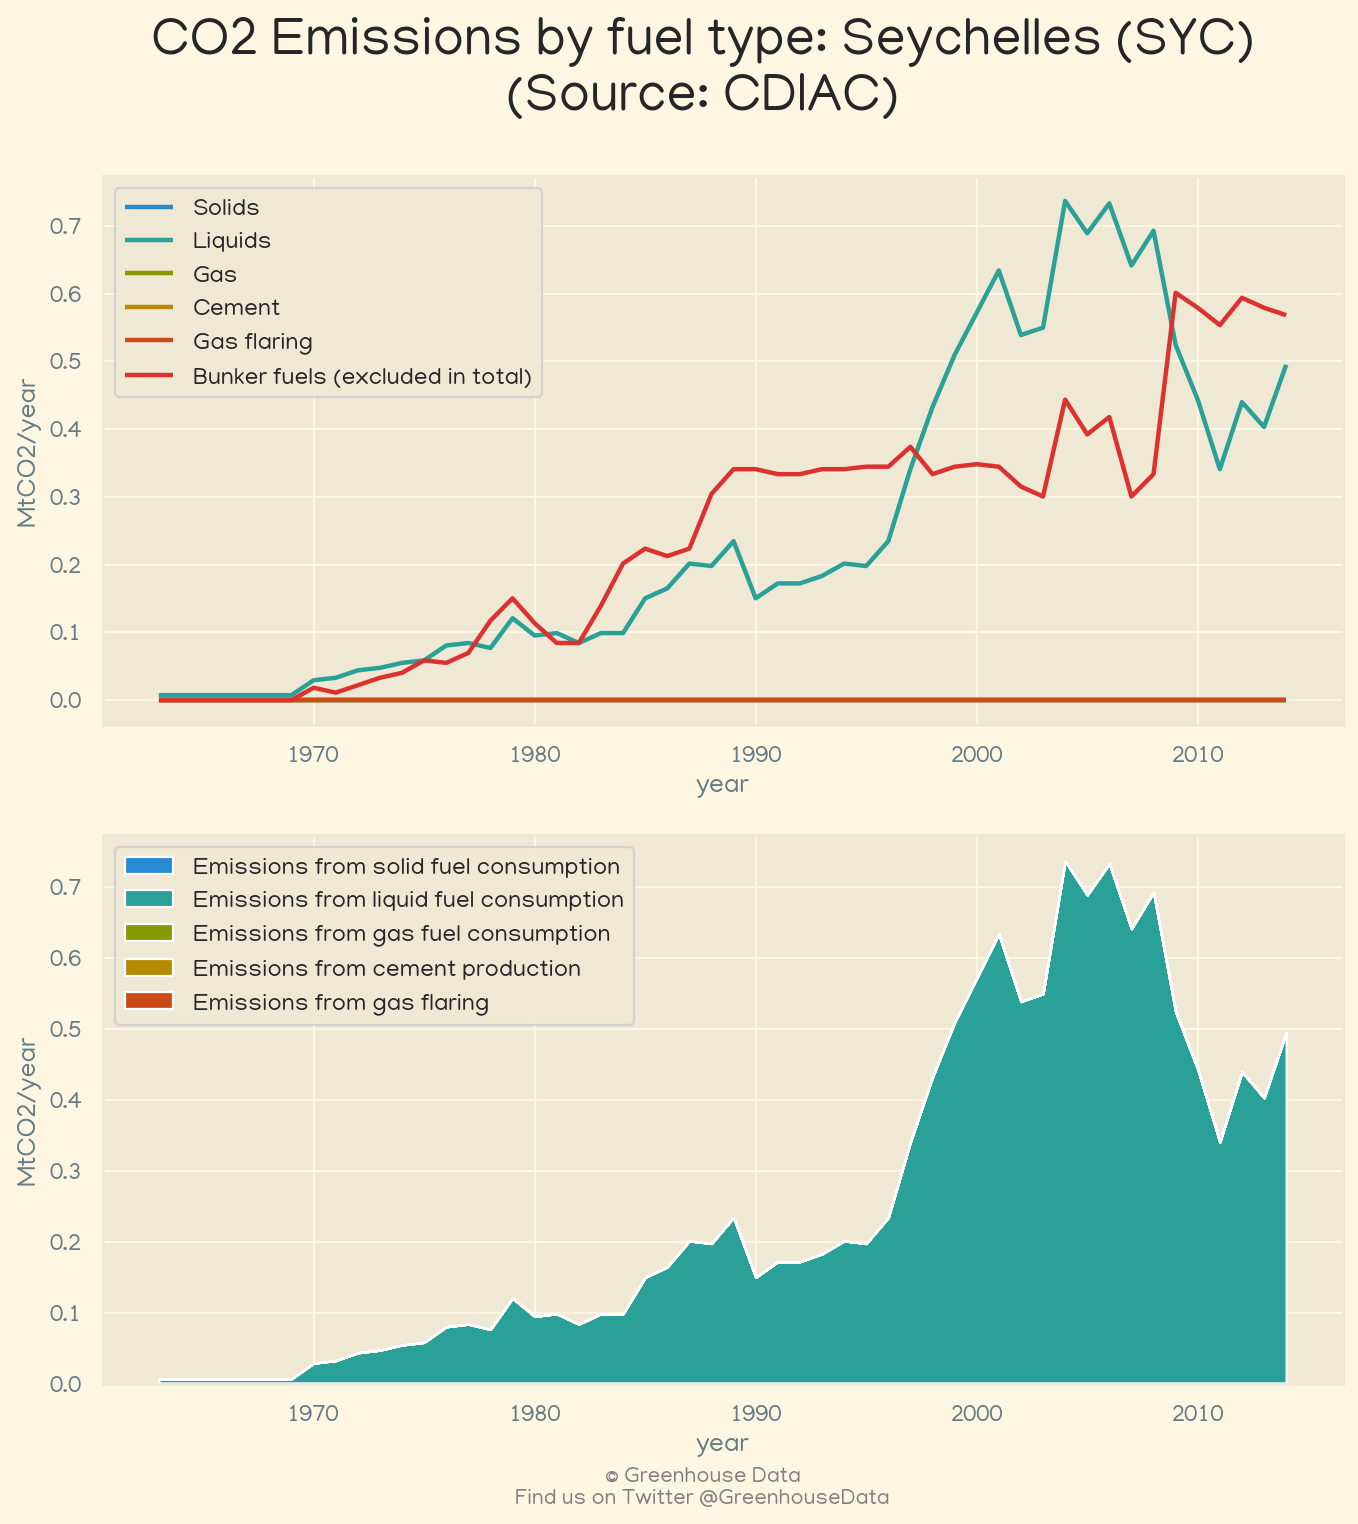 CO2 Emissions by fuel type: Seychelles (SYC)
(Source: CDIAC)
Solids
Liquids
Gas
Cement
Gas flaring
Bunker fuels (excluded in total)
0.7
0.6
0.5
0.4
0.3
0.2
0.1
0.0
MtCO2/year
1970 1980 1990 2000 2010
year
Emissions from solid fuel consumption
Emissions from liquid fuel consumption
Emissions from gas fuel consumption
Emissions from cement production
Emissions from gas flaring
0.7
0.6
0.5
0.4
0.3
0.2
0.1
0.0
MtCO2/year
1970 1980 1990 2000 2010
year
© Greenhouse Data
Find us on Twitter @GreenhouseData